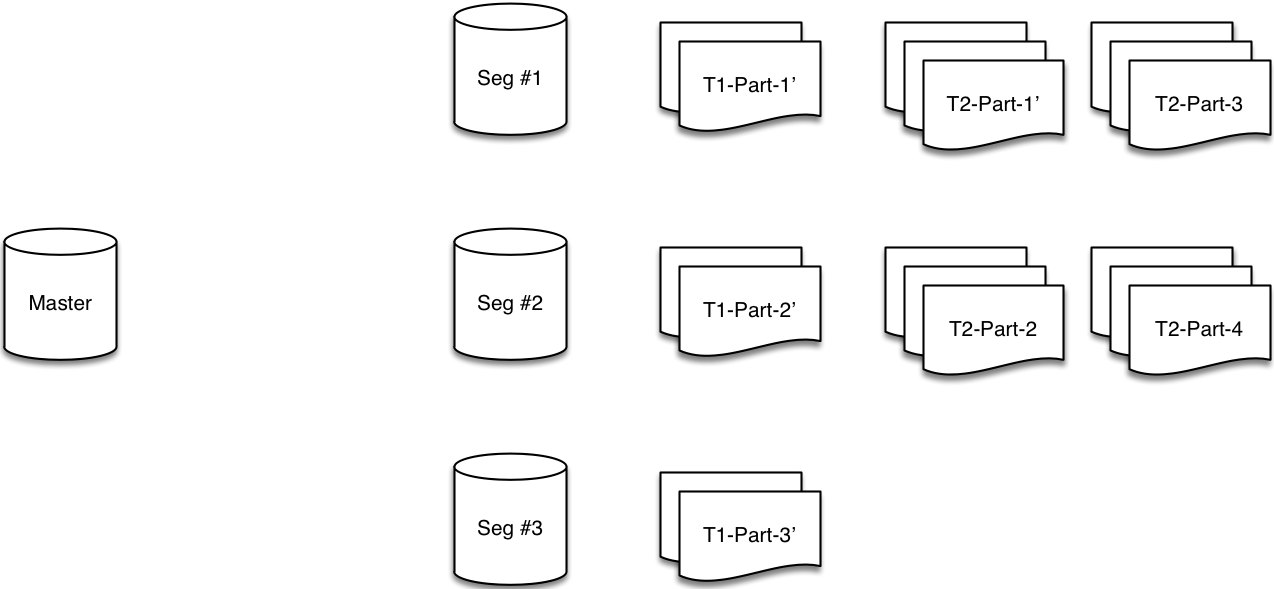 Seg #1
T1-Part-1’
T2-Part-1’
T2-Part-3
Master
Seg #2
T1-Part-2’
T2-Part-2
T2-Part-4
Seg #3
T1-Part-3’